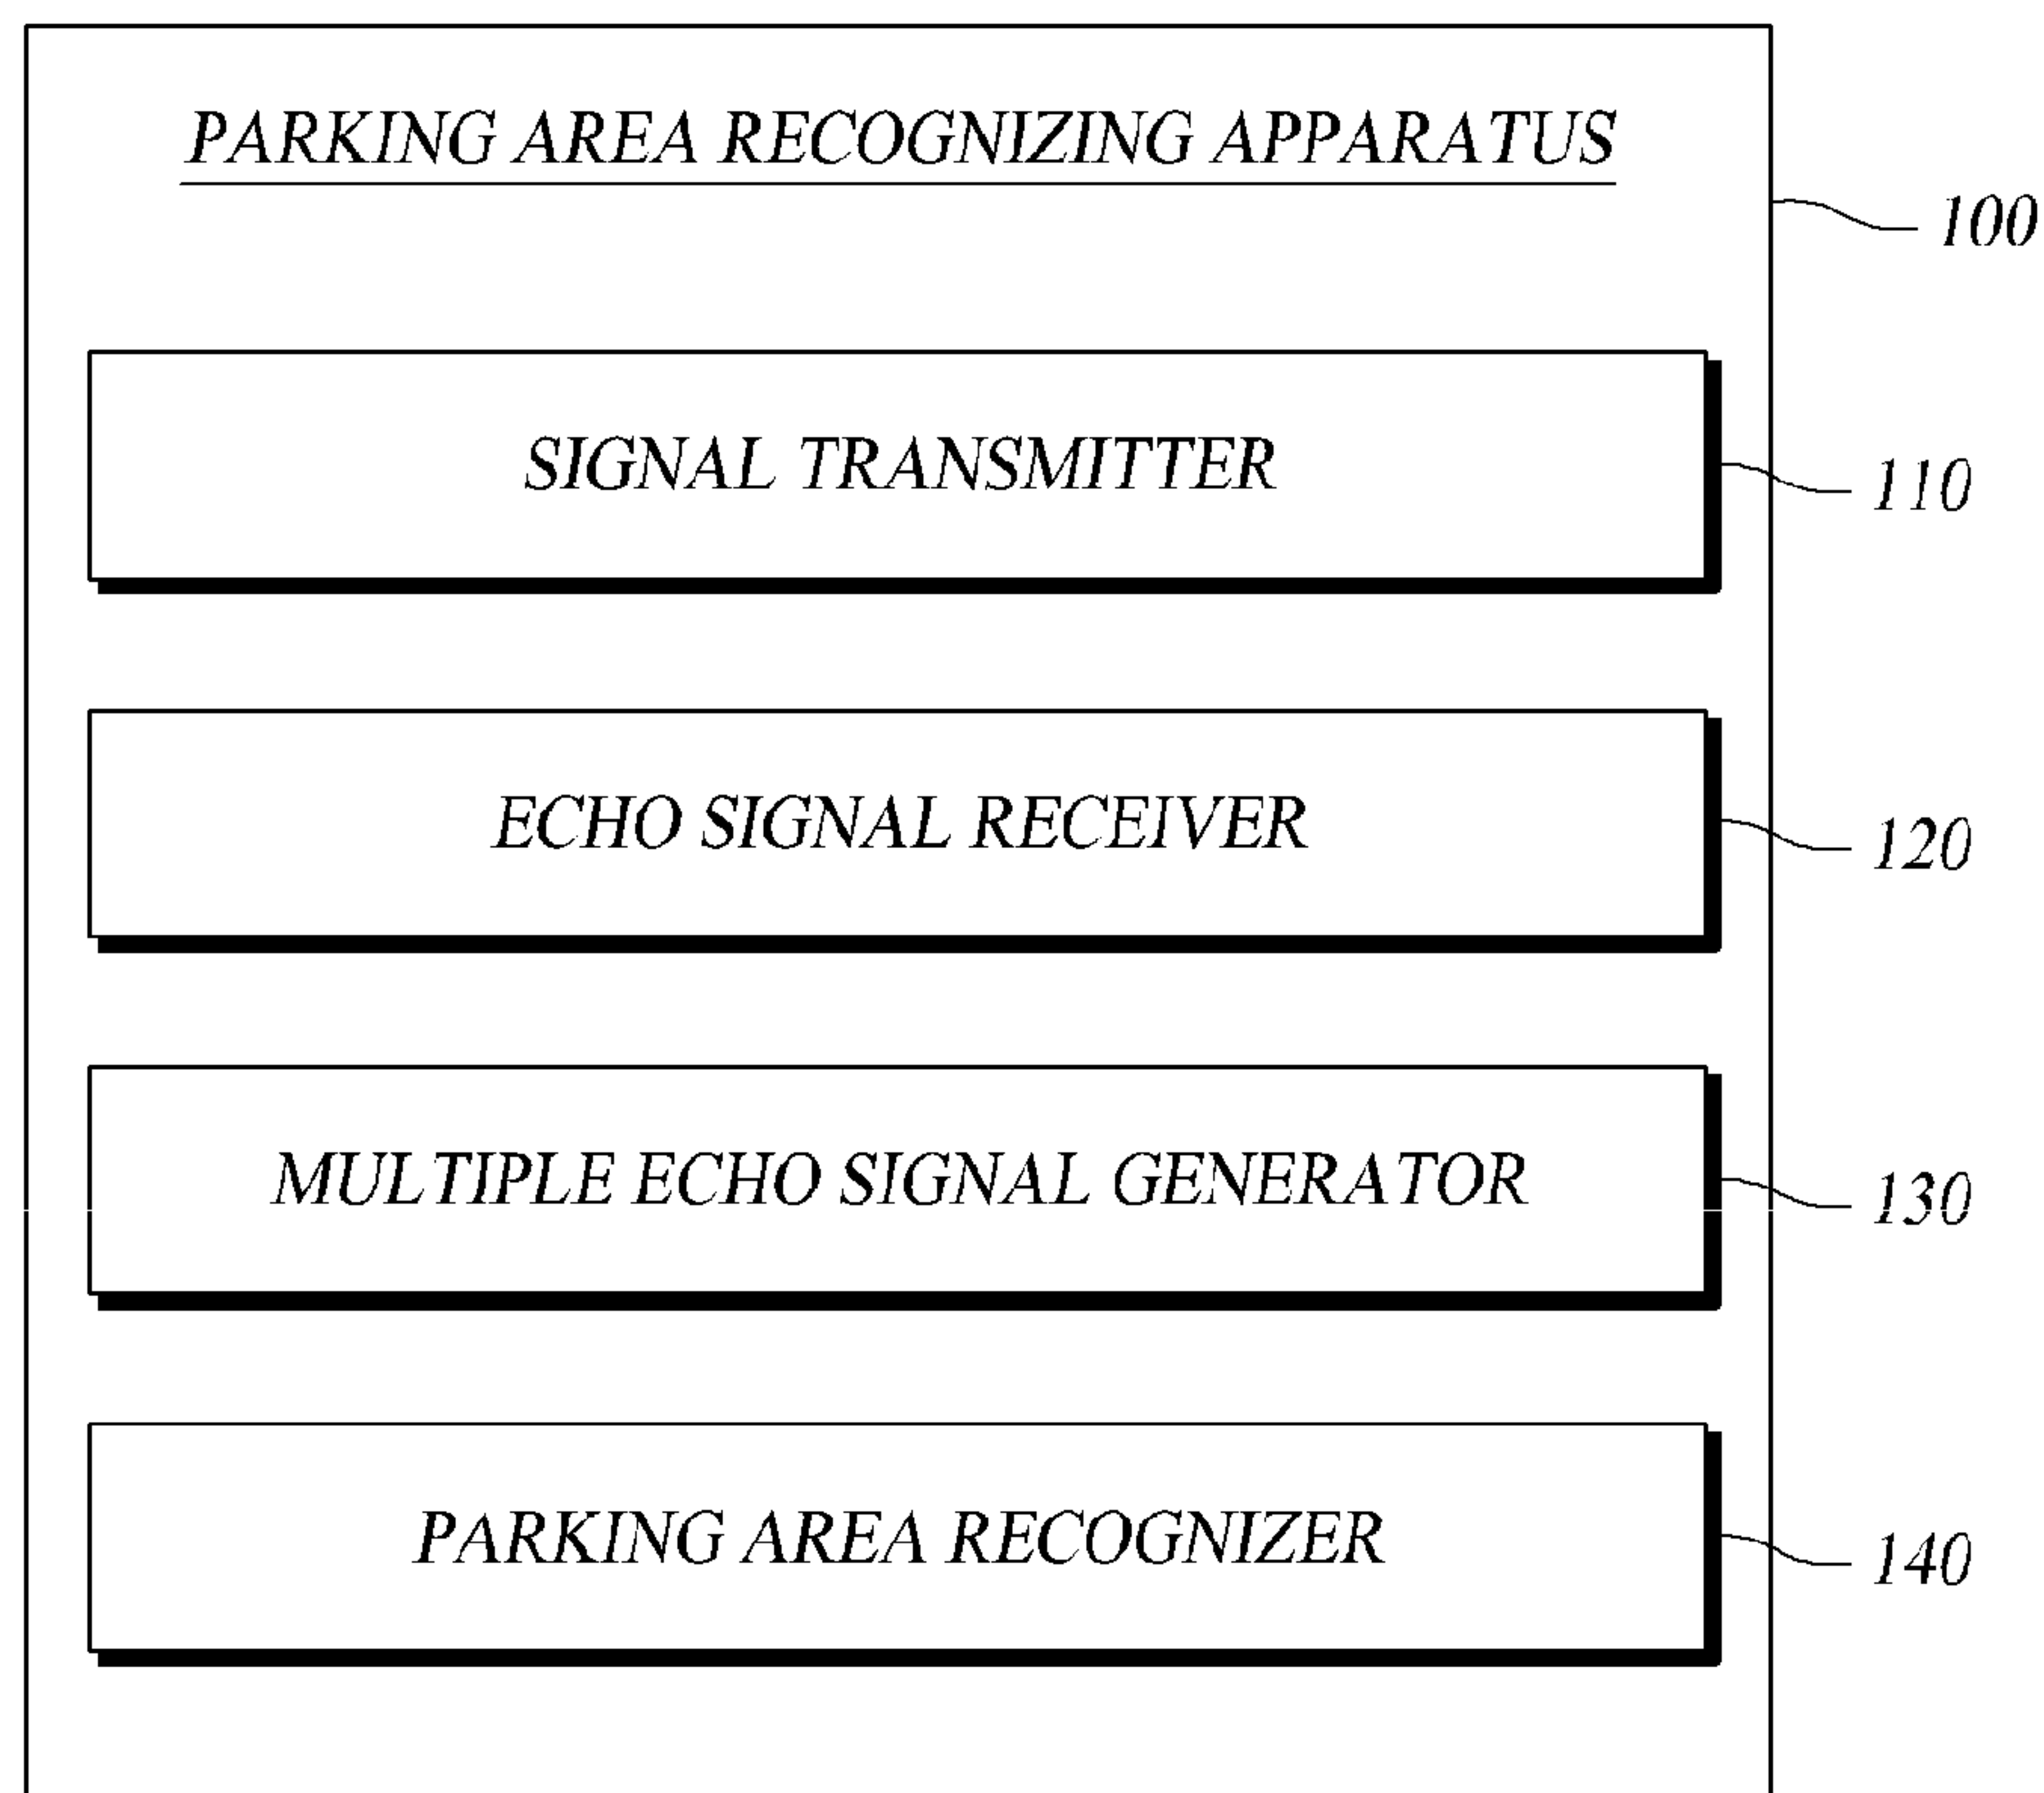 PARKING AREA RECOGNIZING APPARATUS
100
SIGNAL TRANSMITTER
110
ECHO SIGNAL RECEIVER
120
MULTIPLE ECHO SIGNAL GENERATOR
130
PARKING AREA RECOGNIZER
140